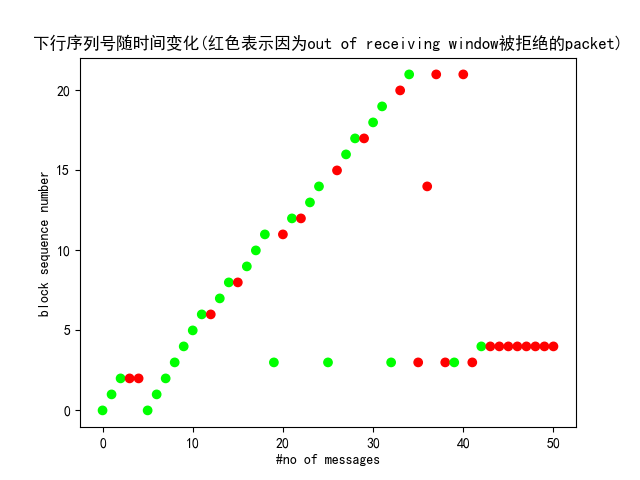 下行序列号随时间变化(红色表示因为out of receiving window被拒绝的packet)
block sequence number
20
15
10
5
0
0 10 20 30 40 50
#no of messages